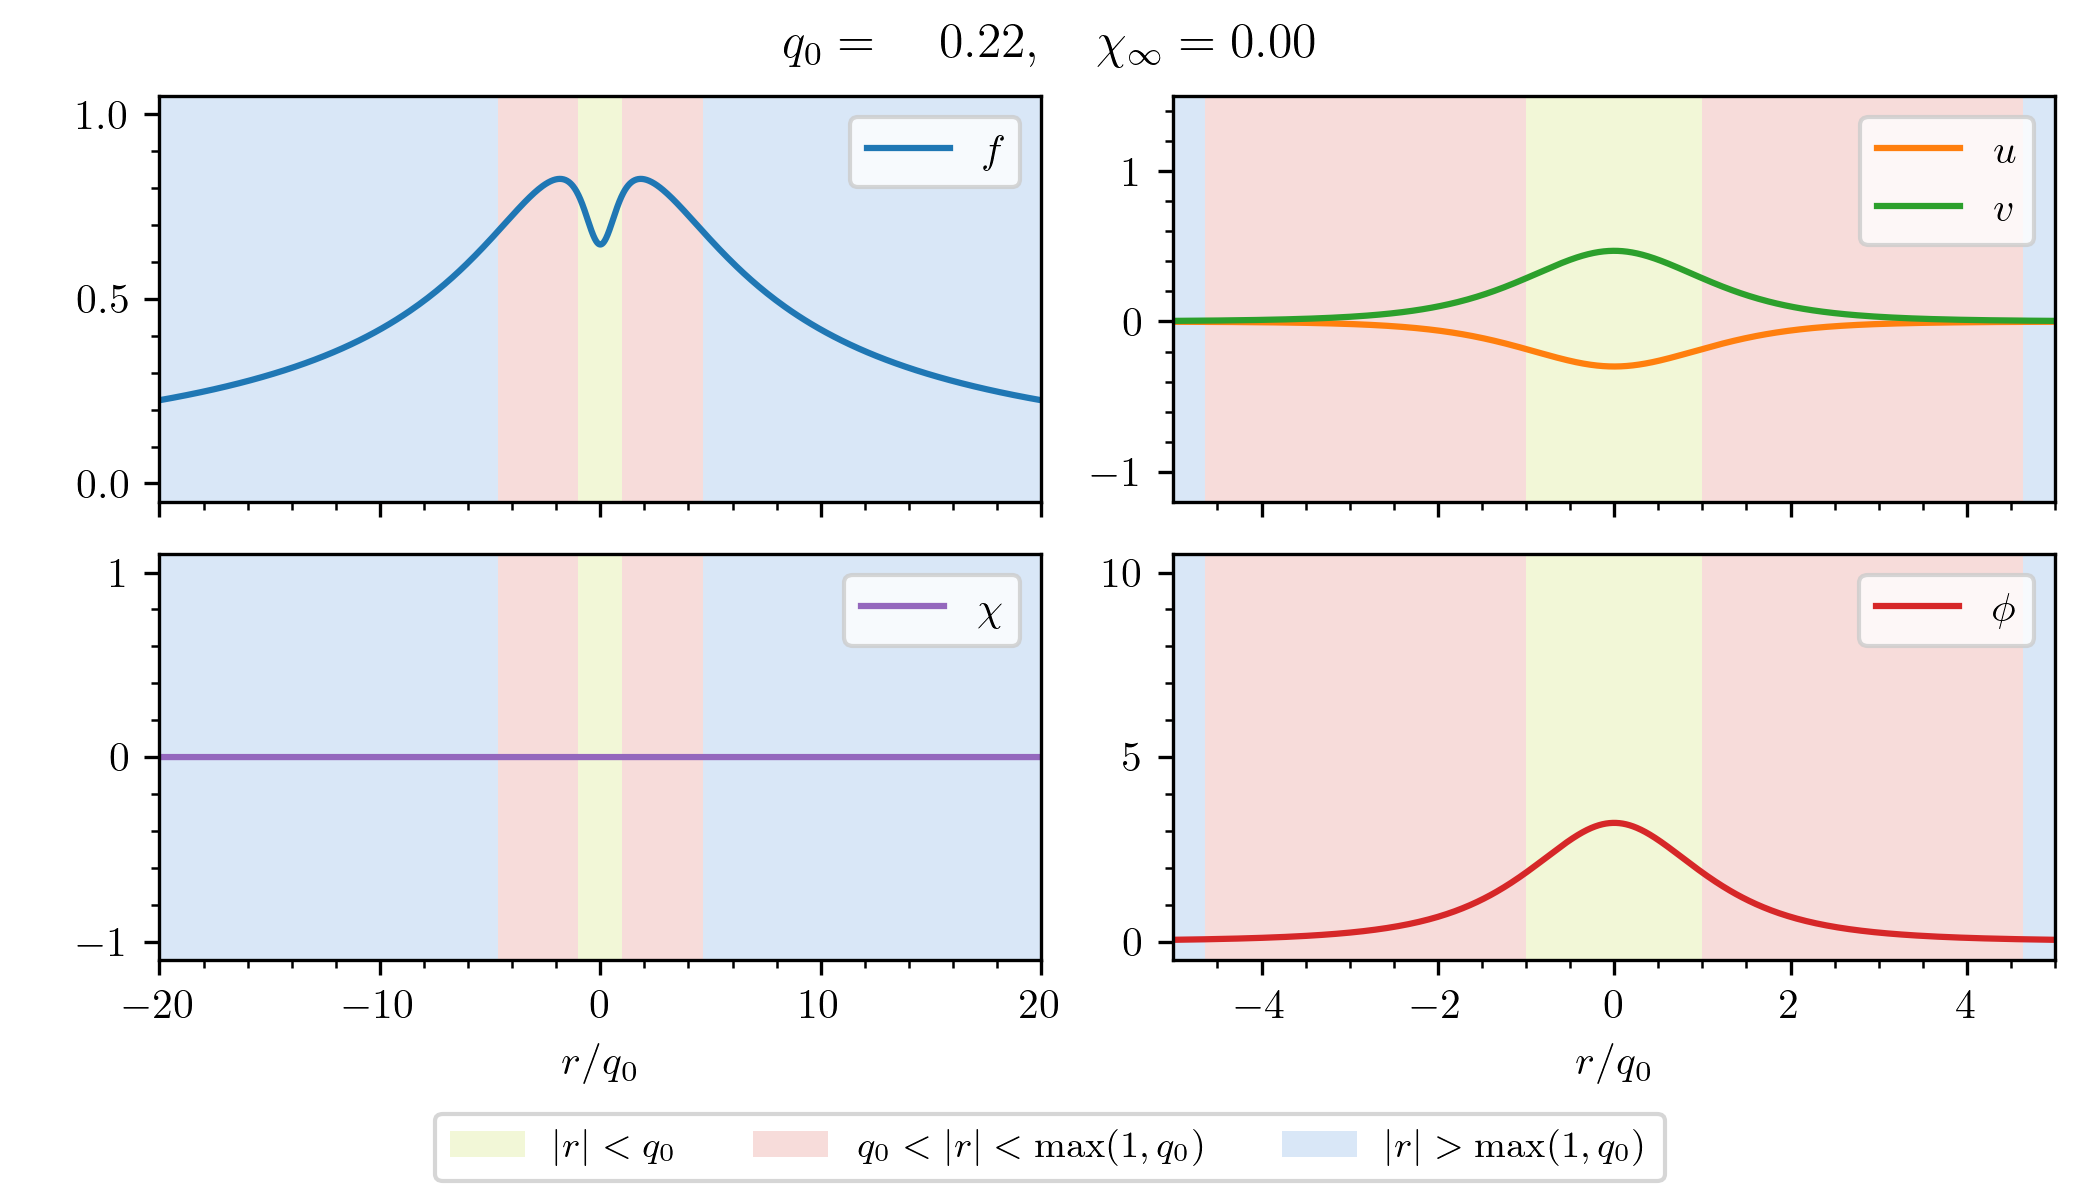 q₀ = 0.22, χ∞ = 0.00
1.0
0.5
0.0
f
1
0
−1
u
v
1
0
−1
χ
−20 −10 0 10 20
r/q₀
10
5
0
ϕ
−4 −2 0 2 4
r/q₀
|r| < q₀ q₀ < |r| < max(1, q₀) |r| > max(1, q₀)